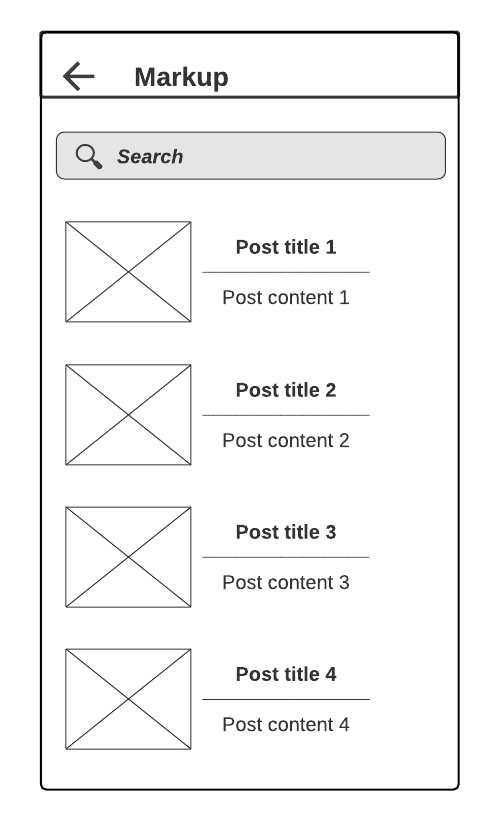 Markup
Search
Post title 1
Post content 1
Post title 2
Post content 2
Post title 3
Post content 3
Post title 4
Post content 4